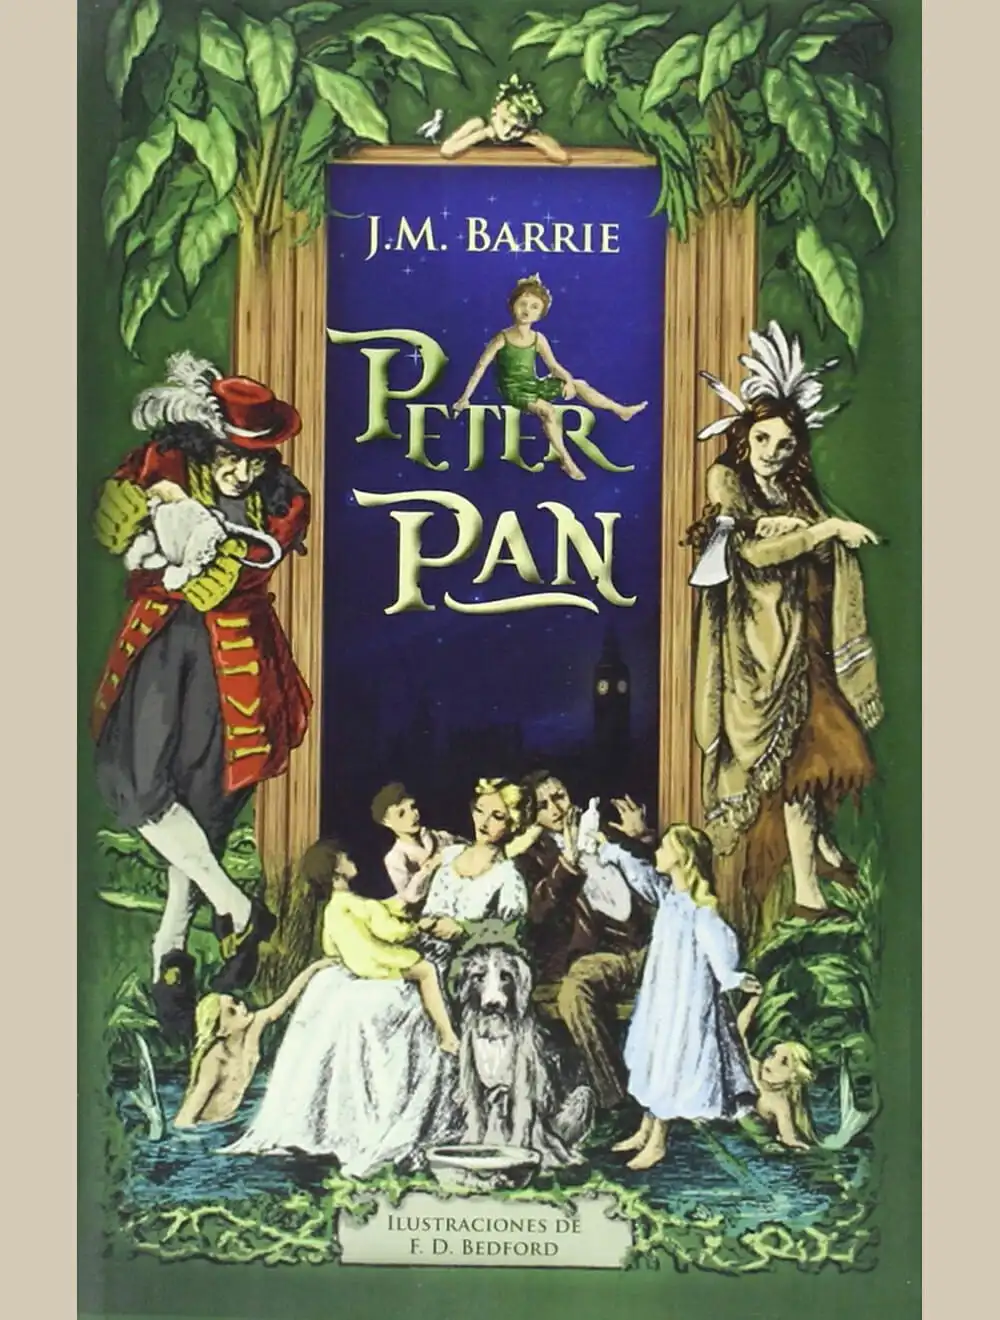 J.M. BARRIE
PETER
PAN
ILUSTRACIONES DE
F. D. BEDFORD